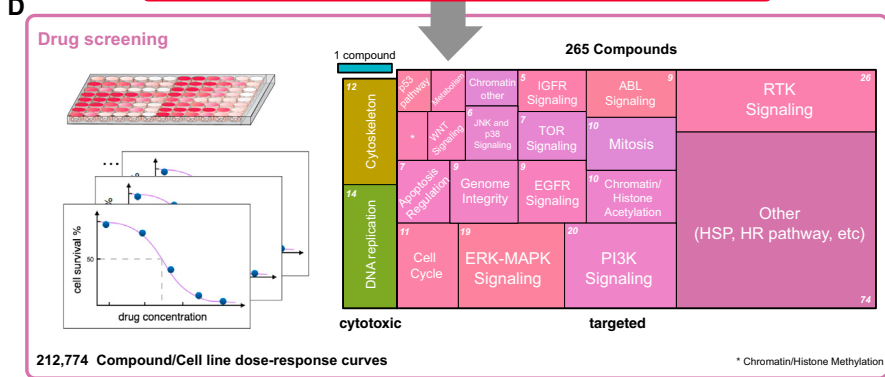 D
Drug screening
1 compound
265 Compounds
12
Cytoskeleton
14
DNA replication
p53
pathway
Metabolism
Chromatin
other
5
IGFR
Signaling
9
ABL
Signaling
26
RTK
Signaling
*
WNT
Signaling
6
JNK and
p38
Signaling
7
TOR
Signaling
10
Mitosis
7
Apoptosis
Regulation
9
Genome
Integrity
9
EGFR
Signaling
10
Chromatin/
Histone
Acetylation
Other
(HSP, HR pathway, etc)
74
11
Cell
Cycle
19
ERK-MAPK
Signaling
20
PI3K
Signaling
...
%
cell survival %
50
drug concentration
cytotoxic
targeted
212,774 Compound/Cell line dose-response curves
* Chromatin/Histone Methylation